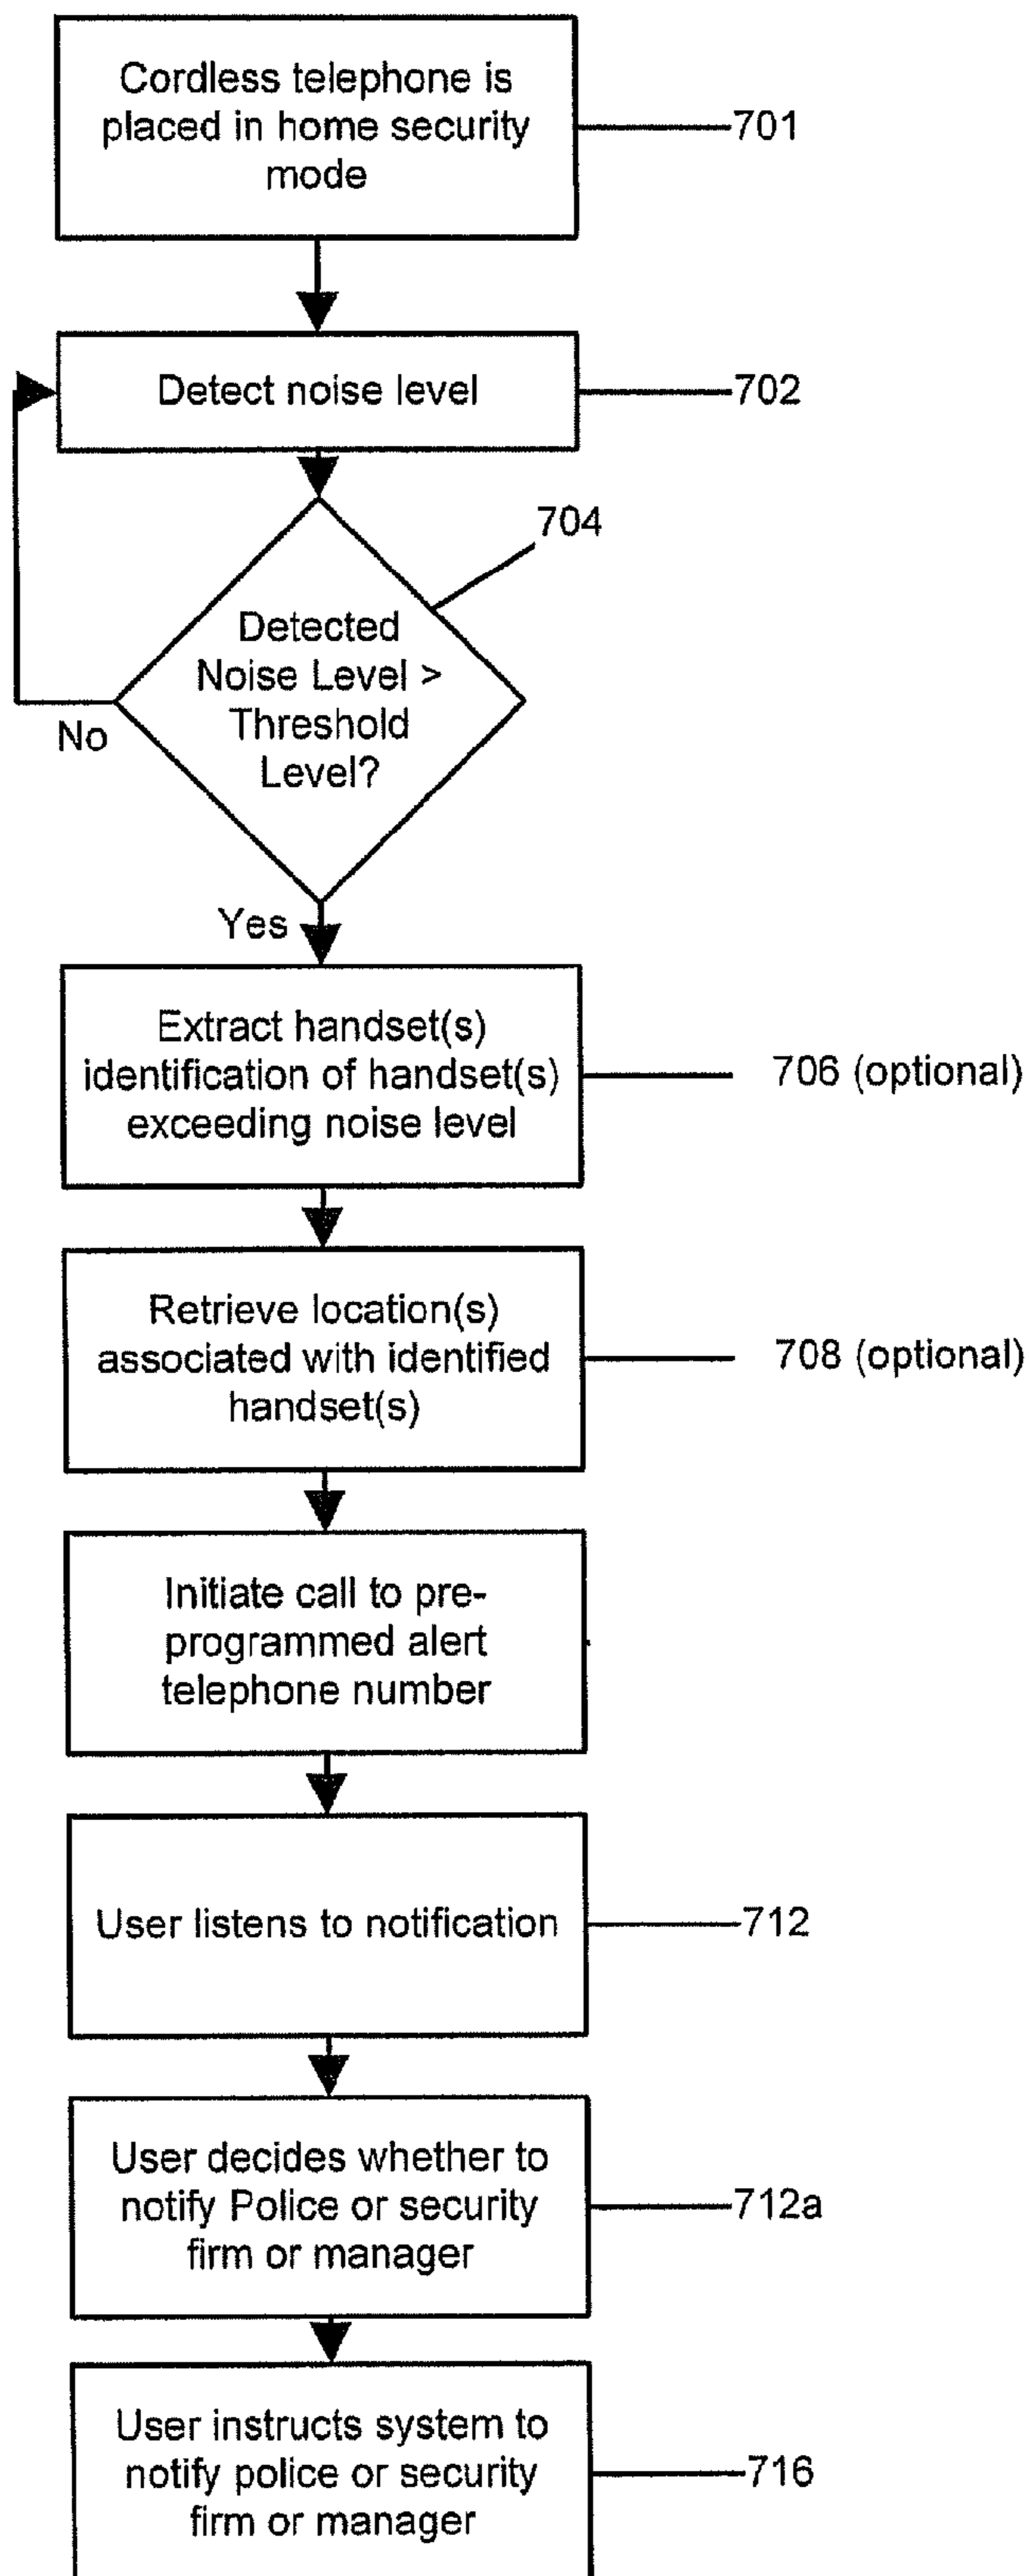 Cordless telephone is
placed in home security
mode
701
Detect noise level
702
704
Detected
Noise Level >
Threshold
Level?
No
Yes
Extract handset(s)
identification of handset(s)
exceeding noise level
706 (optional)
Retrieve location(s)
associated with identified
handset(s)
708 (optional)
Initiate call to pre-
programmed alert
telephone number
User listens to notification
712
User decides whether to
notify Police or security
firm or manager
712a
User instructs system to
notify police or security
firm or manager
716